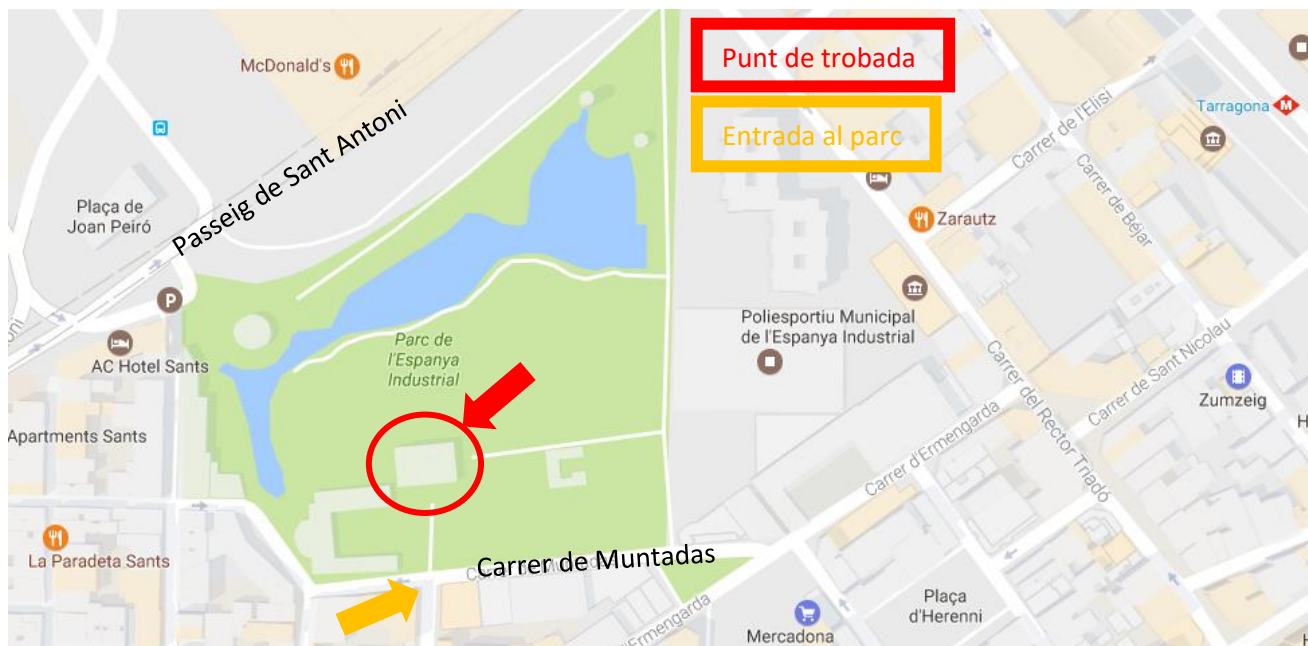 McDonald's
Punt de trobada
Entrada al parc
Tarragona
M
Carrer de l'Elisi
Carrer de Béjar
Passeig de Sant Antoni
Plaça de
Joan Peiró
Zarautz
P
oni
AC Hotel Sants
Parc de
l'Espanya
Industrial
Poliesportiu Municipal
de l'Espanya Industrial
Carrer de Sant Nicolau
Carrer del Rector Triadó
Zumzeig
H
Apartments Sants
Carrer d'Ermengarda
La Paradeta Sants
Carrer de Muntadas
Plaça
d'Herenni
Mercadona
d'Ermengarda
H